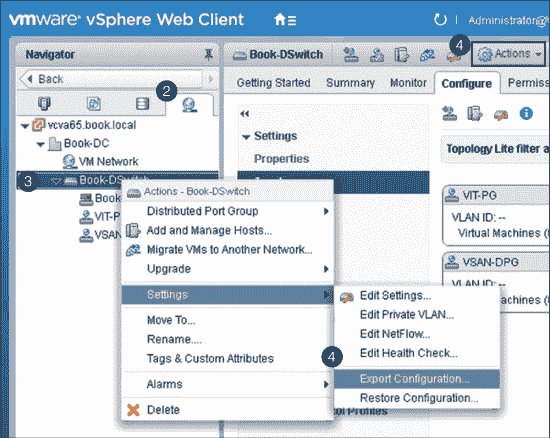 vmware® vSphere Web Client
Administrator@
Navigator
Book-DSwitch
4
Actions
Back
Getting Started Summary Monitor Configure Permiss
2
vcva65.book.local
Book-DC
VM Network
3
Book-DSwitch
Book
VIT-P
VSAN
Settings
Properties
Topology Lite filter a
VIT-PG
VLAN ID: --
Virtual Machines (
VSAN-DPG
VLAN ID: --
Actions - Book-DSwitch
Distributed Port Group
Add and Manage Hosts...
Migrate VMs to Another Network...
Upgrade
Settings
Move To...
Rename....
Tags & Custom Attributes
Alarms
Delete
Edit Settings...
Edit Private VLAN...
Edit NetFlow...
Edit Health Check...
4
Export Configuration...
Restore Configuration...
Profiles